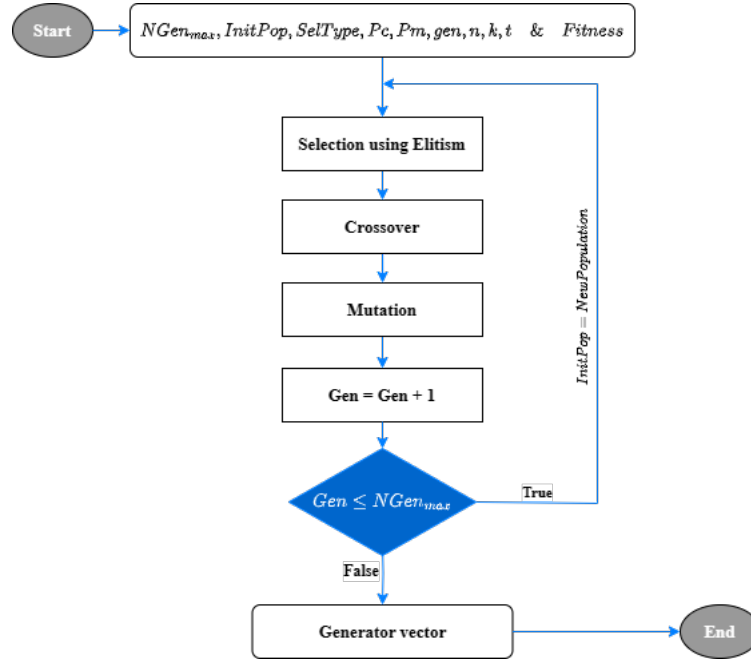 Start
NGen_max, InitPop, SelType, Pc, Pm, gen, n, k, t & Fitness
Selection using Elitism
Crossover
InitPop = NewPopulation
Mutation
Gen = Gen + 1
Gen ≤ NGen_max
True
False
Generator vector
End